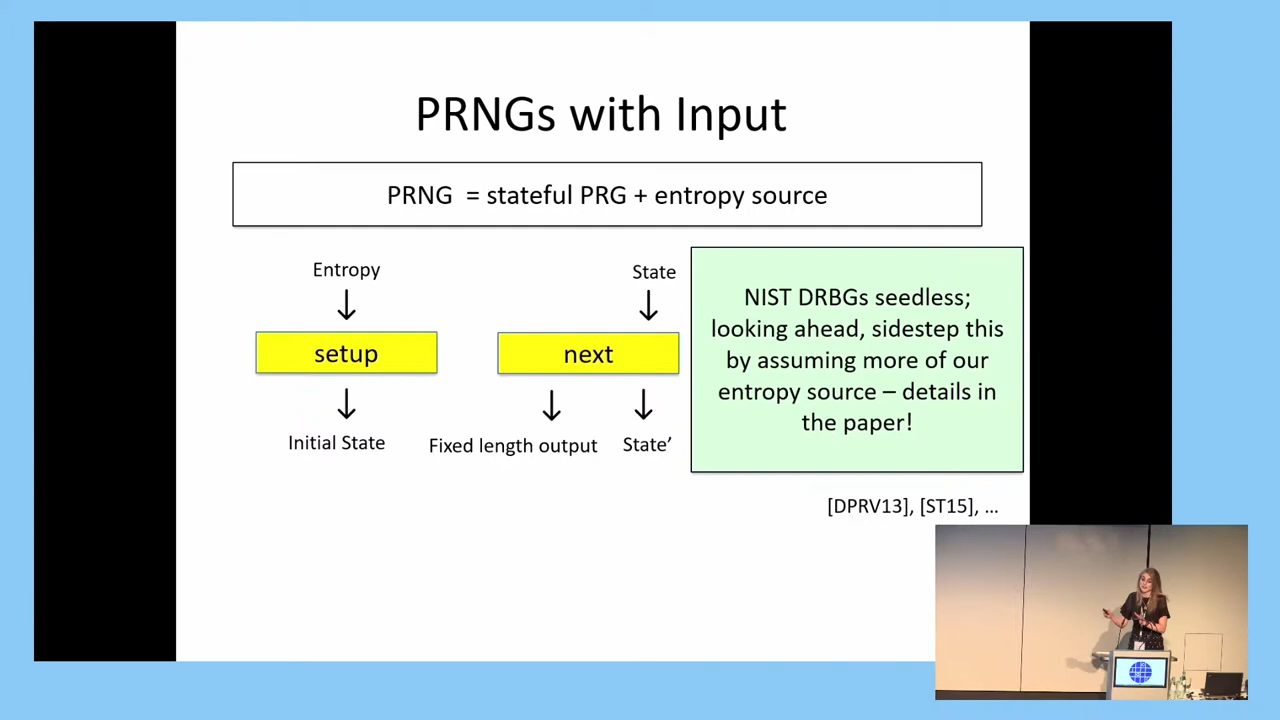 PRNGs with Input
PRNG = stateful PRG + entropy source
Entropy
setup
Initial State
State
next
Fixed length output
State’
NIST DRBGs seedless;
looking ahead, sidestep this
by assuming more of our
entropy source – details in
the paper!
[DPRV13], [ST15], ...